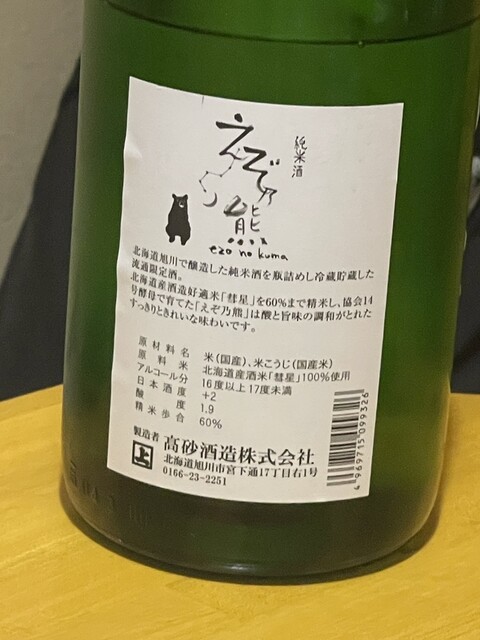 純米酒
えぞ乃熊
ezo no kuma
北海道旭川で醸造した純米酒を瓶詰めし冷蔵貯蔵した
流通限定酒。
北海道産酒造好適米「彗星」を60%まで精米し、協会14
号酵母で育てた「えぞ乃熊」は酸と旨味の調和がとれた
すっきりときれいな味わいです。
原材料名 米(国産)、米こうじ(国産米)
原料米 北海道産酒米「彗星」100%使用
アルコール分 16度以上17度未満
日本酒度 +2
酸度 1.9
精米歩合 60%
製造者 高砂酒造株式会社
上 北海道旭川市宮下通17丁目右1号
0166-23-2251
4969715099326